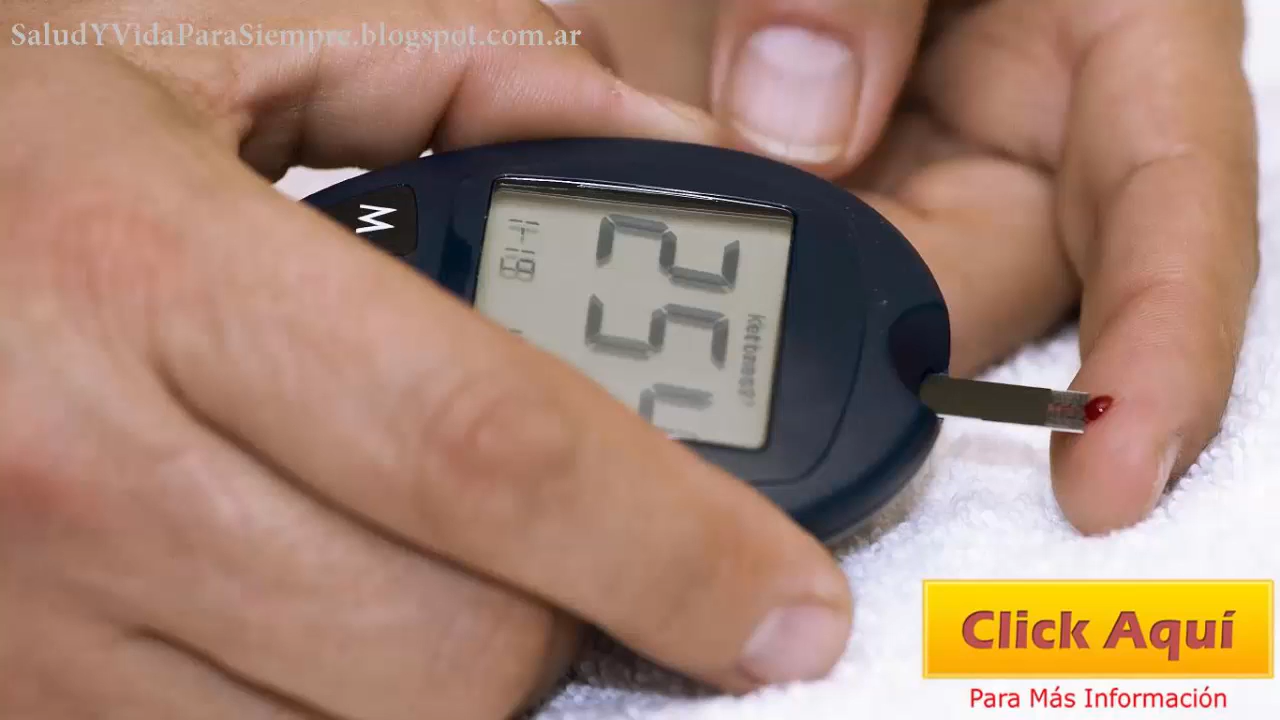 SaludYVidaParaSiempre.blogspot.com.ar
M
Ketones?
Click Aquí
Para Más Información